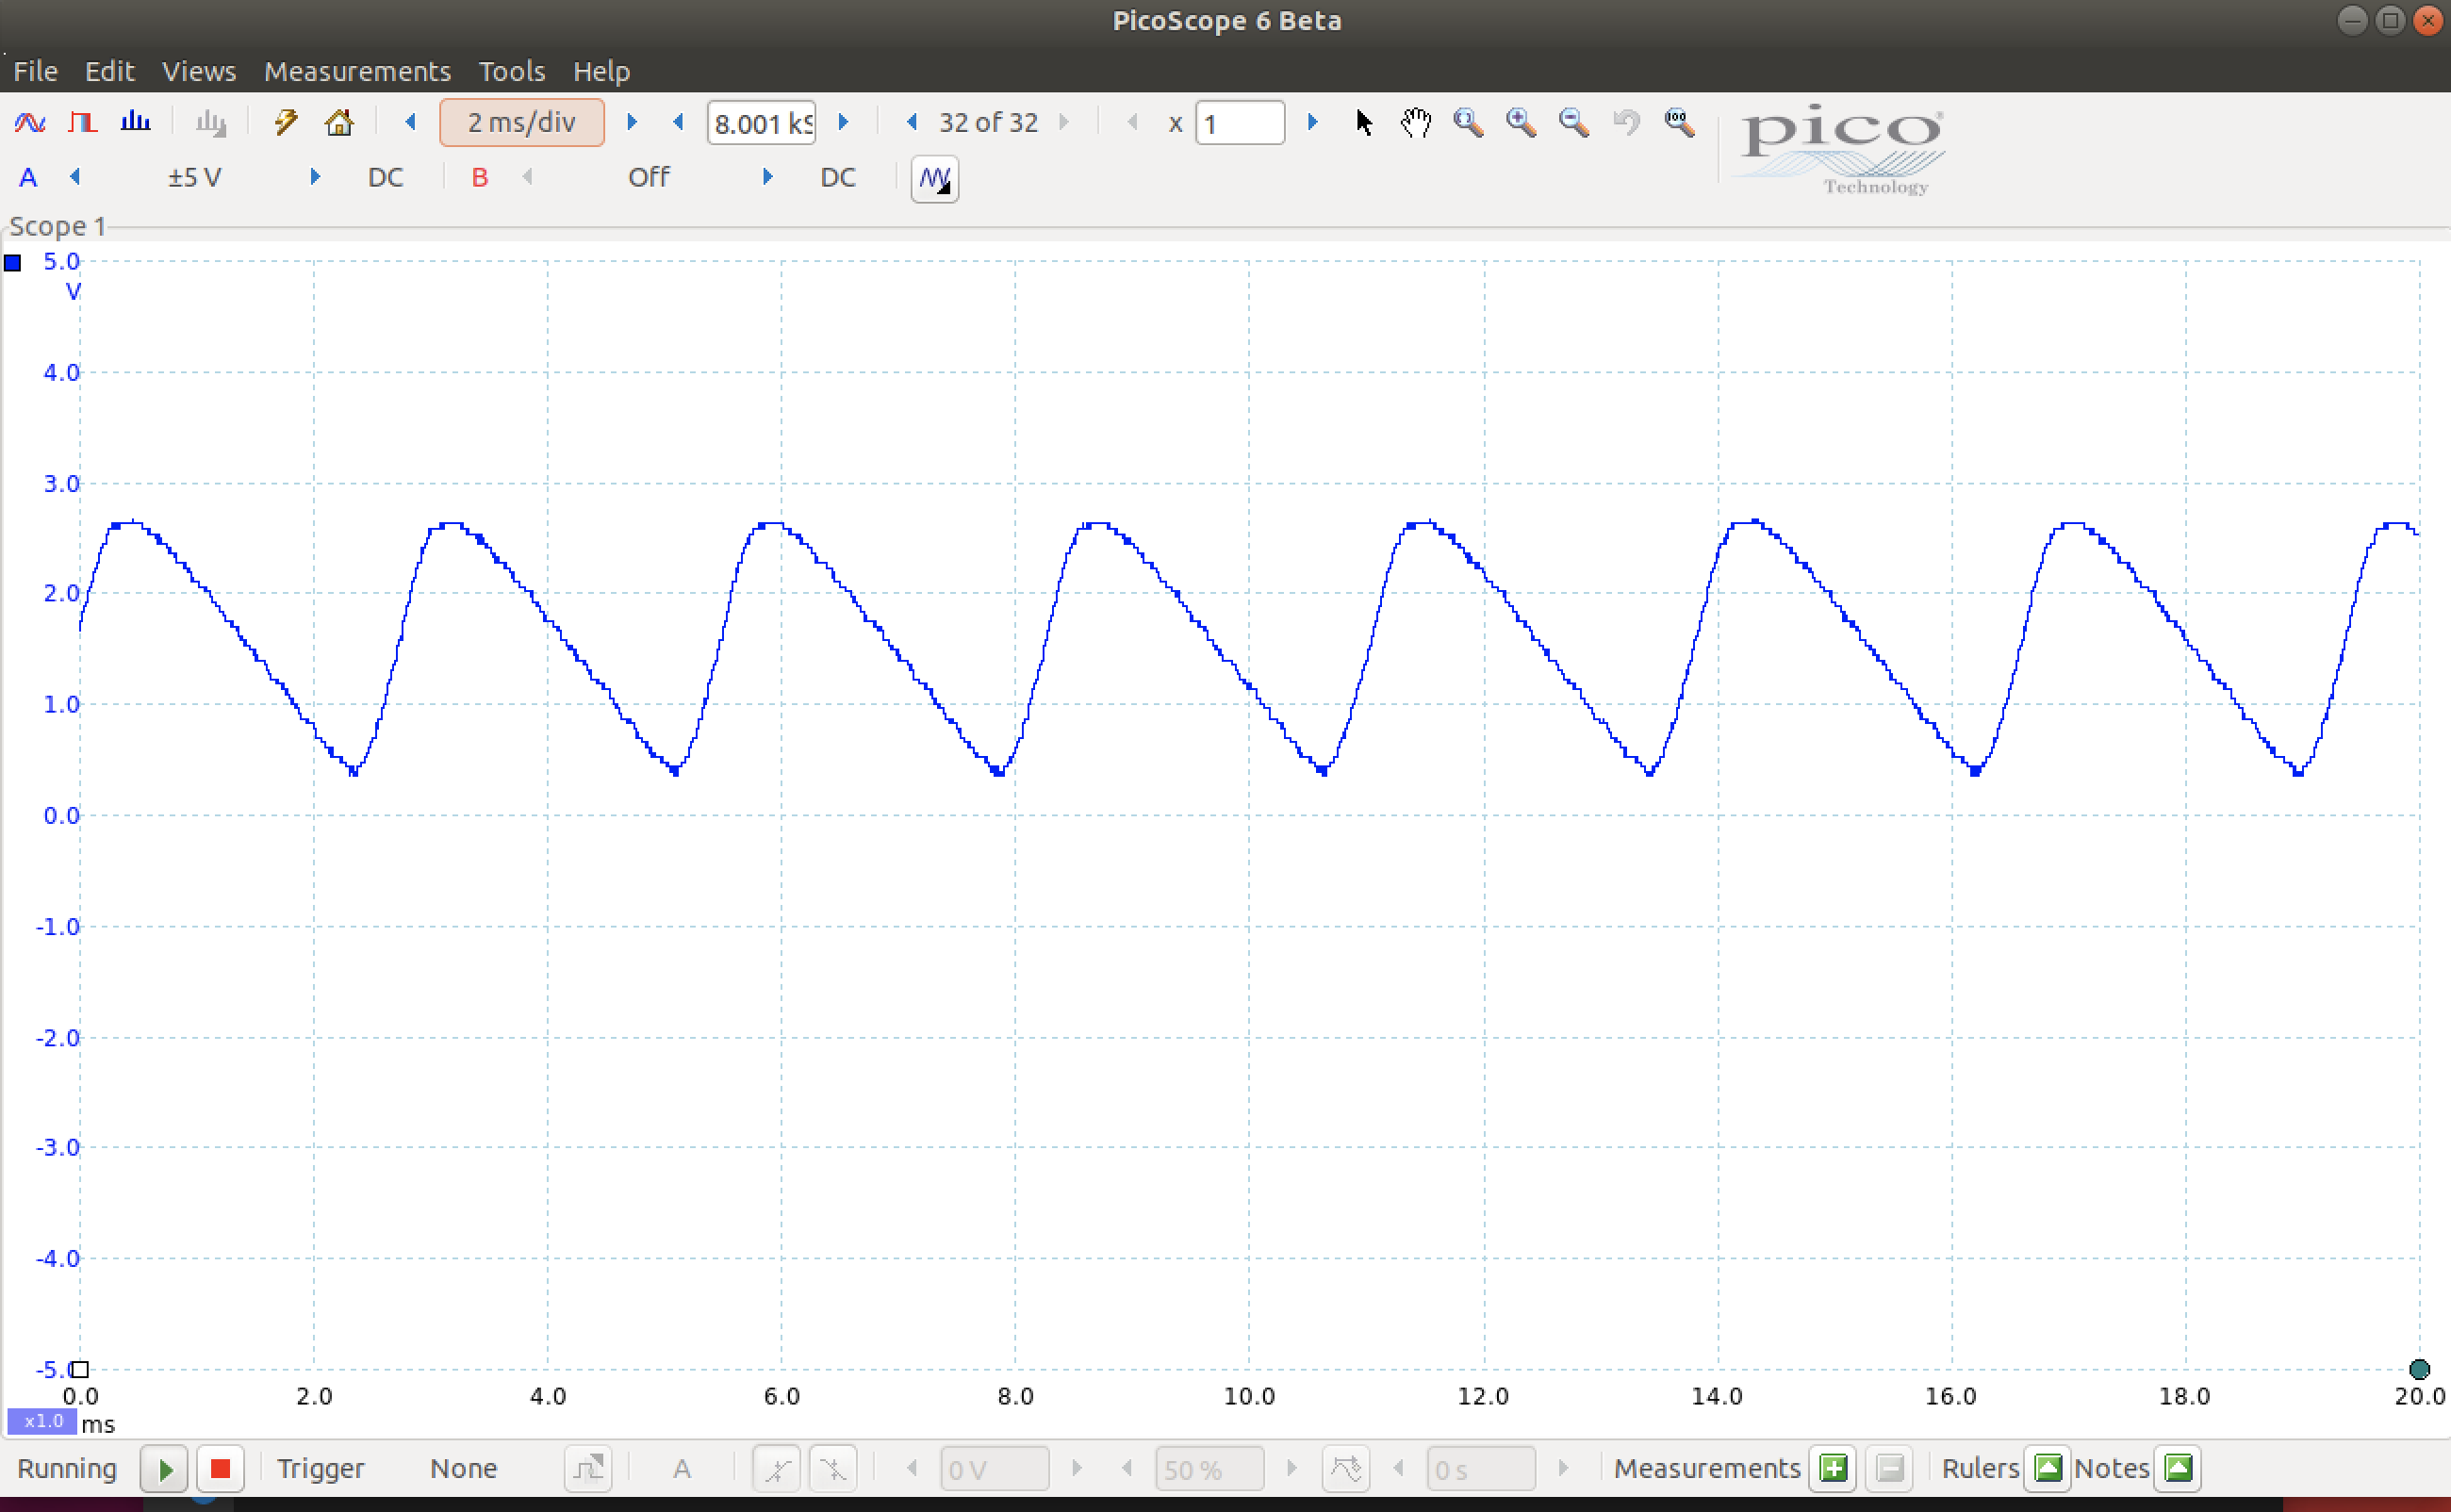 PicoScope 6 Beta
File Edit Views Measurements Tools Help
2 ms/div 8.001 kS 32 of 32 x 1
pico
Technology
A ±5 V DC B Off DC
Scope 1
5.0
V
4.0
3.0
2.0
1.0
0.0
-1.0
-2.0
-3.0
-4.0
-5.0
0.0 2.0 4.0 6.0 8.0 10.0 12.0 14.0 16.0 18.0 20.0
x1.0 ms
Running Trigger None A 0 V 50 % 0 s Measurements Rulers Notes